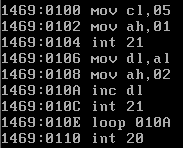 1469:0100 mov cl,05
1469:0102 mov ah,01
1469:0104 int 21
1469:0106 mov dl,al
1469:0108 mov ah,02
1469:010A inc dl
1469:010C int 21
1469:010E loop 010A
1469:0110 int 20